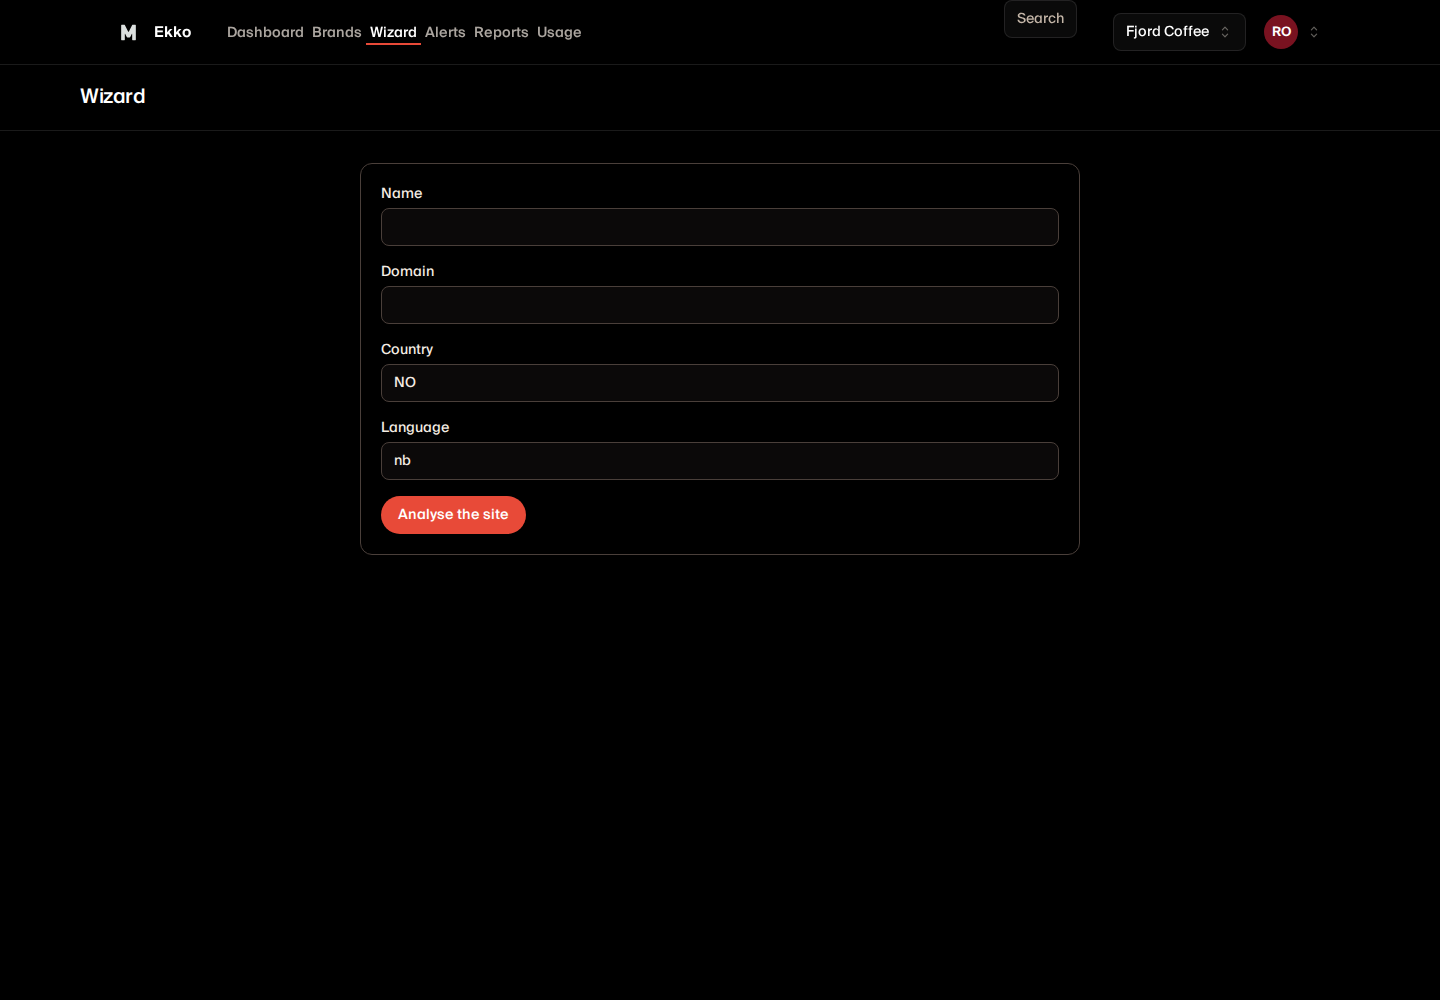 M Ekko Dashboard Brands Wizard Alerts Reports Usage Search Fjord Coffee RO
Wizard
Name
Domain
Country
NO
Language
nb
Analyse the site